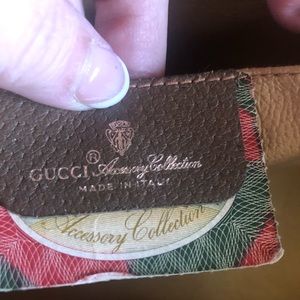 GUCCI ® Accessory Collection
MADE IN ITALY
Accessory Collection